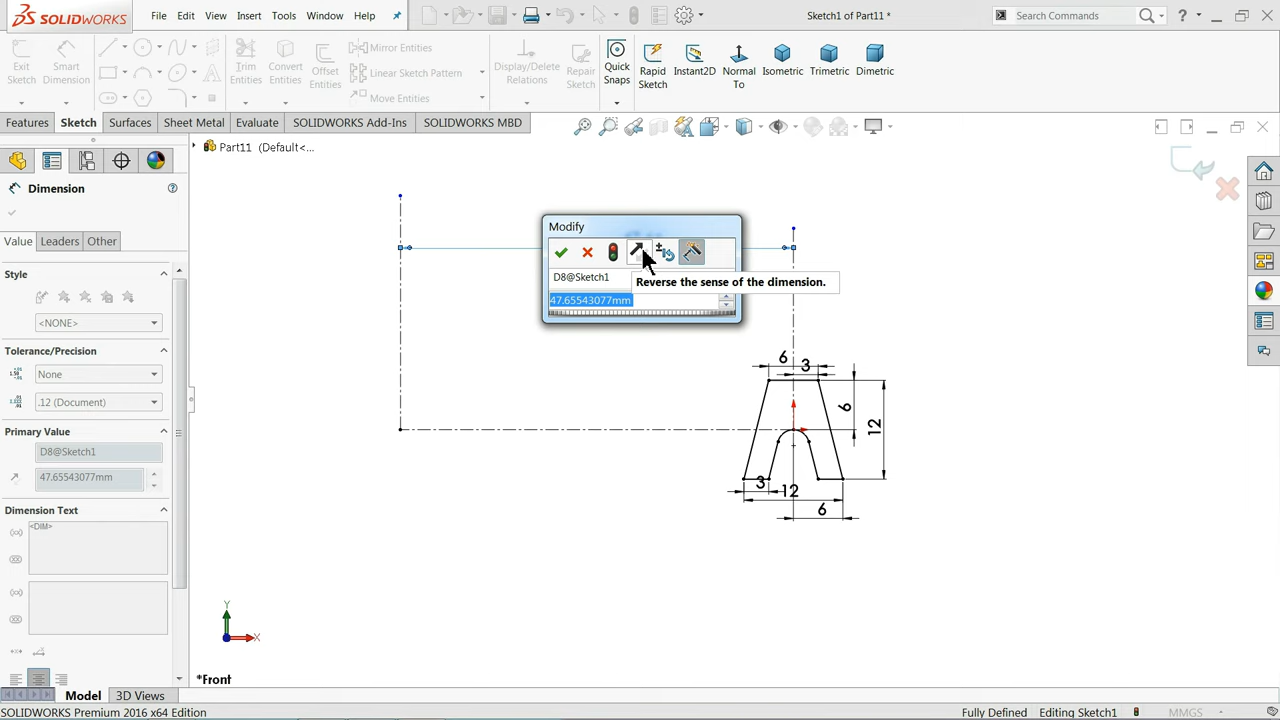 SOLIDWORKS
File Edit View Insert Tools Window Help
Sketch1 of Part11 *
Search Commands
Exit Sketch
Smart Dimension
Trim Entities
Convert Entities
Offset Entities
Mirror Entities
Linear Sketch Pattern
Move Entities
Display/Delete Relations
Repair Sketch
Quick Snaps
Rapid Sketch
Instant2D
Normal To
Isometric
Trimetric
Dimetric
Features Sketch Surfaces Sheet Metal Evaluate SOLIDWORKS Add-Ins SOLIDWORKS MBD
Part11 (Default<...
Dimension
Value Leaders Other
Style
<NONE>
Tolerance/Precision
None
.12 (Document)
Primary Value
D8@Sketch1
47.65543077mm
Dimension Text
<DIM>
Modify
D8@Sketch1
Reverse the sense of the dimension.
47.65543077mm
6
3
6
12
3
12
6
Y
X
*Front
Model 3D Views
SOLIDWORKS Premium 2016 x64 Edition
Fully Defined Editing Sketch1 MMGS